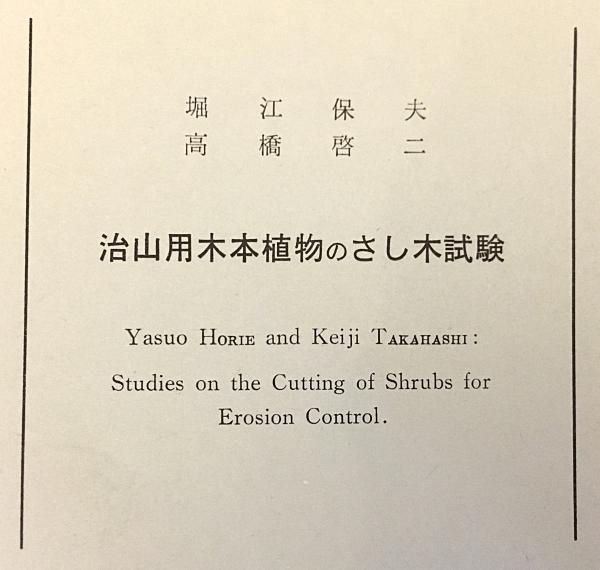 堀江保夫
高橋啓二
治山用木本植物のさし木試験
Yasuo HORIE and Keiji TAKAHASHI:
Studies on the Cutting of Shrubs for
Erosion Control.